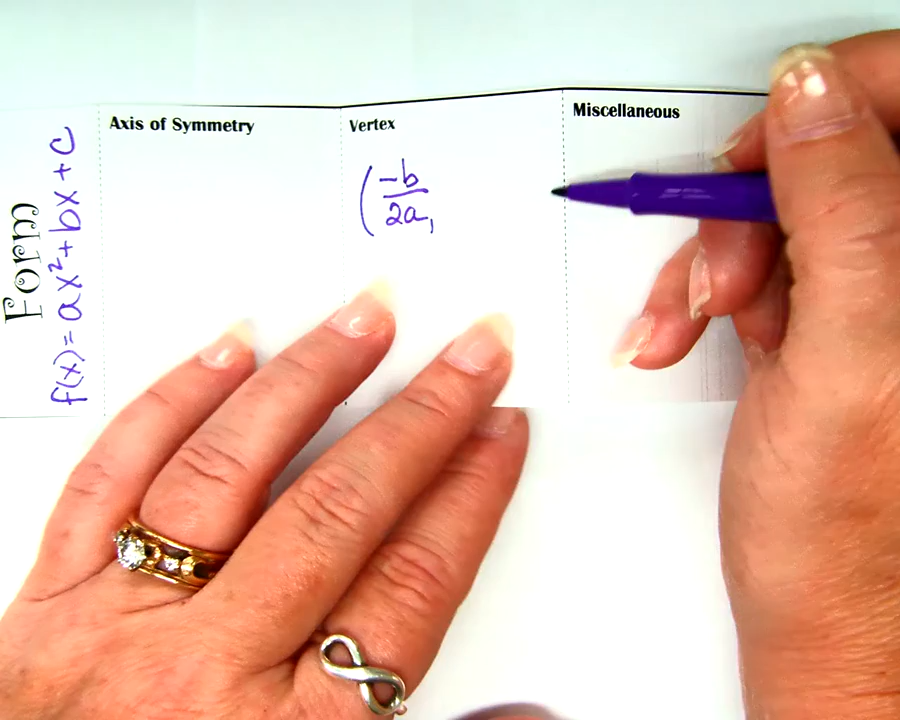 Form
f(x) = ax² + bx + c
Axis of Symmetry
Vertex
(-b/2a,
Miscellaneous